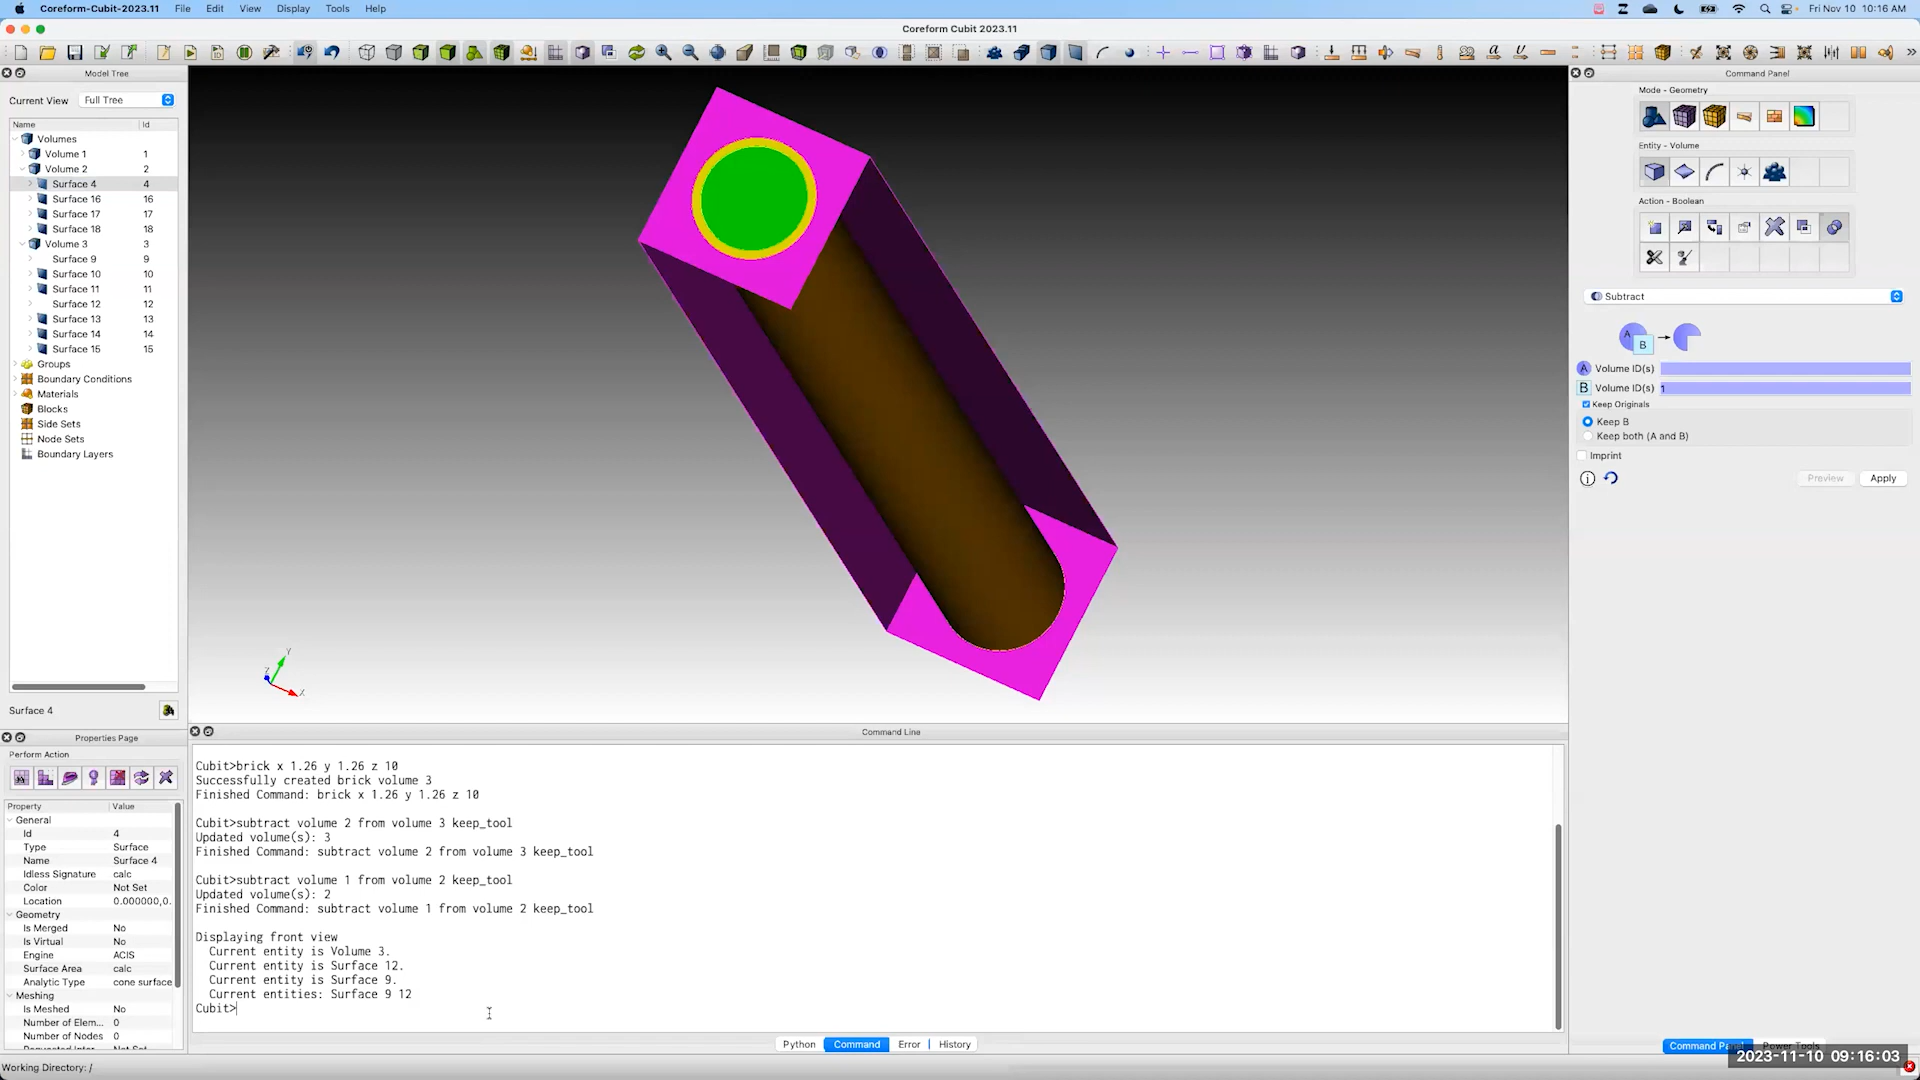 Coreform-Cubit-2023.11 File Edit View Display Tools Help Fri Nov 10 10:16 AM
Coreform Cubit 2023.11
Model Tree
Current View Full Tree
Name Id
Volumes
Volume 1 1
Volume 2 2
Surface 4 4
Surface 16 16
Surface 17 17
Surface 18 18
Volume 3 3
Surface 9 9
Surface 10 10
Surface 11 11
Surface 12 12
Surface 13 13
Surface 14 14
Surface 15 15
Groups
Boundary Conditions
Materials
Blocks
Side Sets
Node Sets
Boundary Layers
Surface 4
Properties Page
Perform Action
Property Value
General
Id 4
Type Surface
Name Surface 4
Idless Signature calc
Color Not Set
Location 0.000000,0.
Geometry
Is Merged No
Is Virtual No
Engine ACIS
Surface Area calc
Analytic Type cone surface
Meshing
Is Meshed No
Number of Elem... 0
Number of Nodes 0
Working Directory: /
Y
Z
X
Command Line
Cubit>brick x 1.26 y 1.26 z 10
Successfully created brick volume 3
Finished Command: brick x 1.26 y 1.26 z 10
Cubit>subtract volume 2 from volume 3 keep_tool
Updated volume(s): 3
Finished Command: subtract volume 2 from volume 3 keep_tool
Cubit>subtract volume 1 from volume 2 keep_tool
Updated volume(s): 2
Finished Command: subtract volume 1 from volume 2 keep_tool
Displaying front view
Current entity is Volume 3.
Current entity is Surface 12.
Current entity is Surface 9.
Current entities: Surface 9 12
Cubit>
Python Command Error History
Command Panel
Mode - Geometry
Entity - Volume
Action - Boolean
Subtract
A
B
A Volume ID(s)
B Volume ID(s) 1
Keep Originals
Keep B
Keep both (A and B)
Imprint
Preview Apply
Command Power Tools
2023-11-10 09:16:03